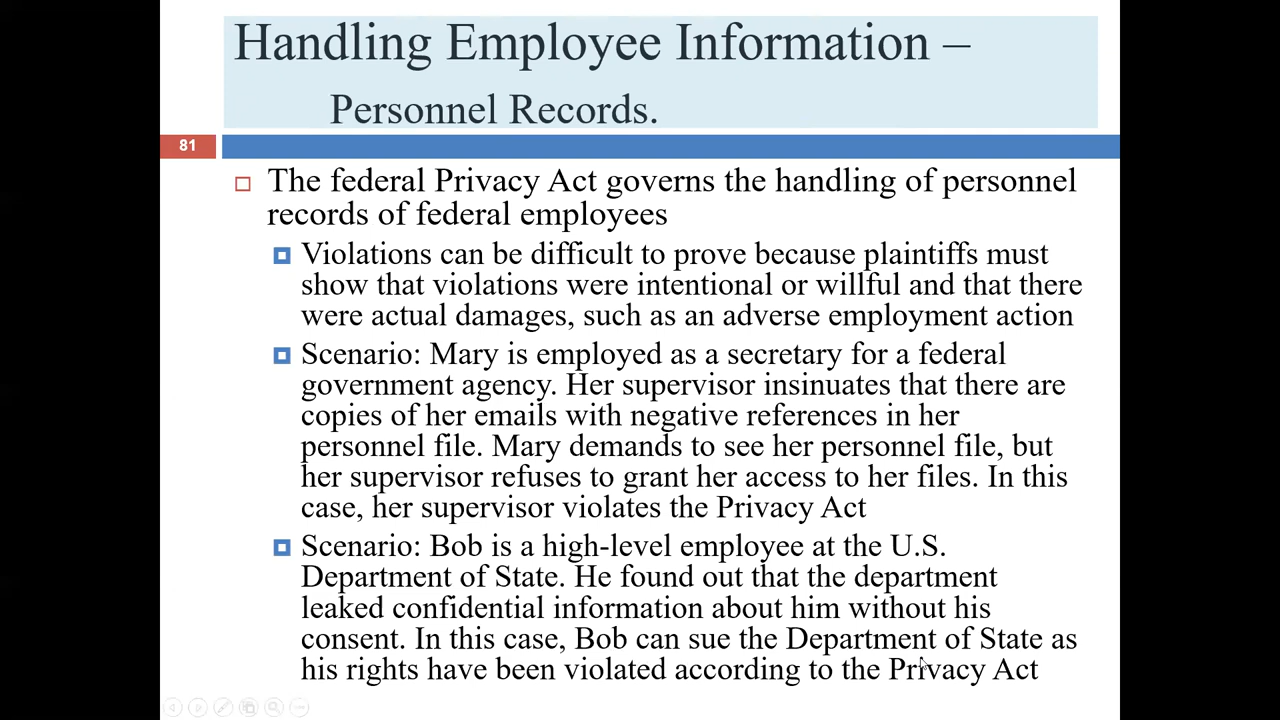 Handling Employee Information –
Personnel Records.
81
The federal Privacy Act governs the handling of personnel
records of federal employees
Violations can be difficult to prove because plaintiffs must
show that violations were intentional or willful and that there
were actual damages, such as an adverse employment action
Scenario: Mary is employed as a secretary for a federal
government agency. Her supervisor insinuates that there are
copies of her emails with negative references in her
personnel file. Mary demands to see her personnel file, but
her supervisor refuses to grant her access to her files. In this
case, her supervisor violates the Privacy Act
Scenario: Bob is a high-level employee at the U.S.
Department of State. He found out that the department
leaked confidential information about him without his
consent. In this case, Bob can sue the Department of State as
his rights have been violated according to the Privacy Act